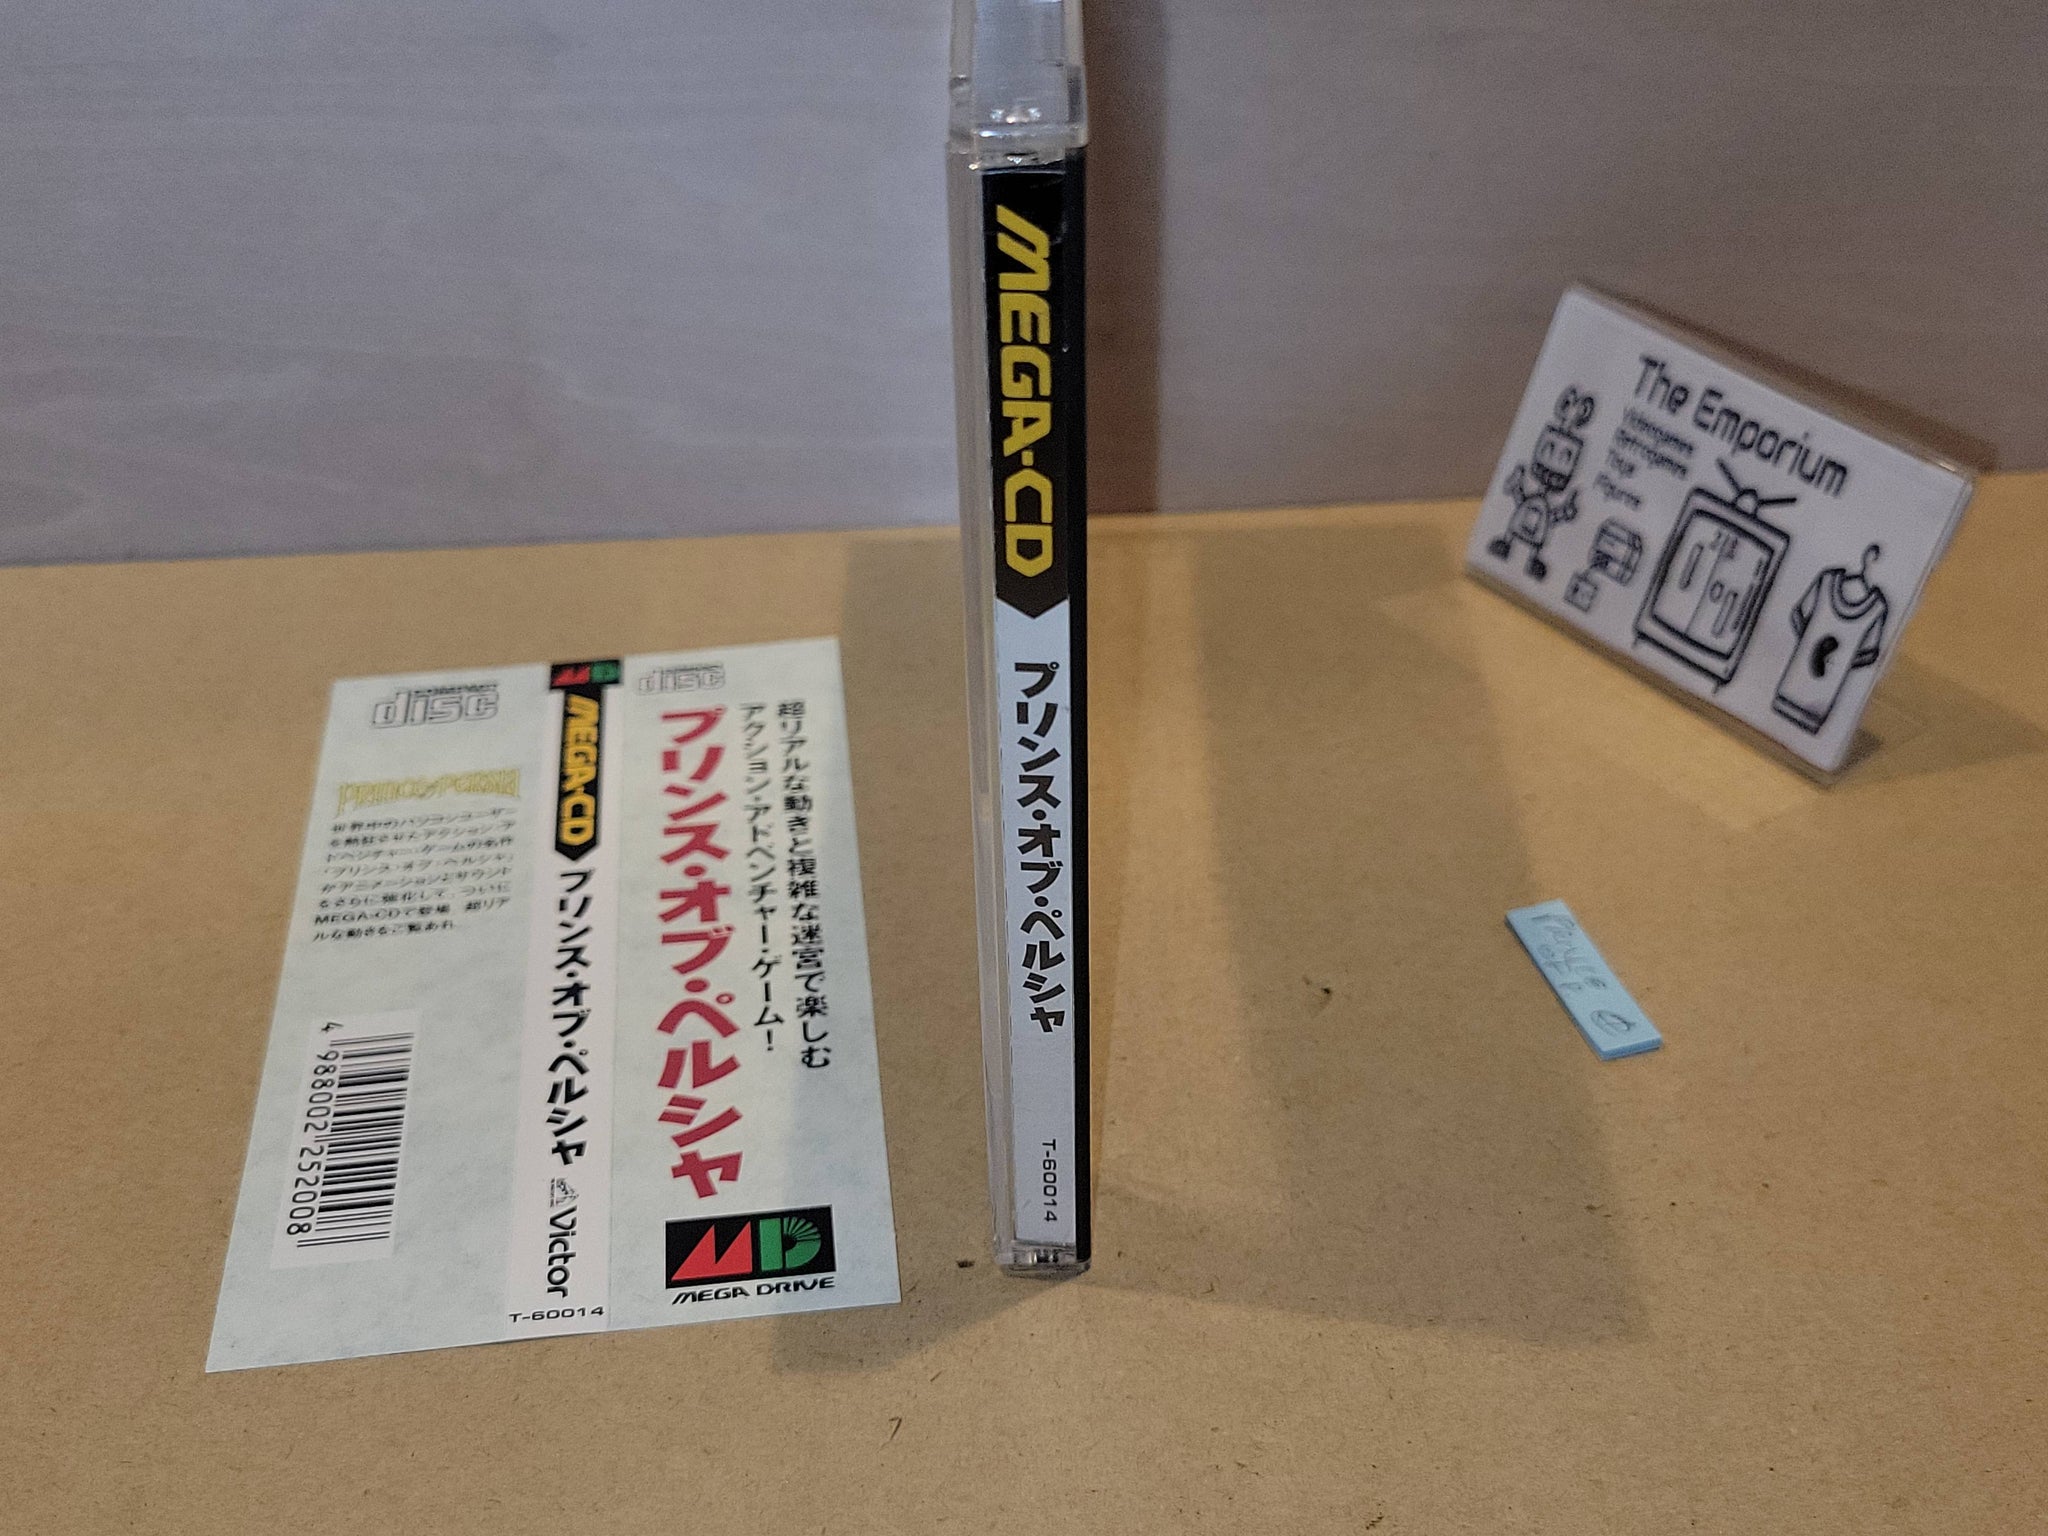 COMPACT
disc
PRINCE OF PERSIA
世界中のパソコンユーザー
を熱狂させたアクション・ア
ドベンチャー・ゲームの名作
「プリンス・オブ・ペルシャ」
がアニメーションとサウンド
をさらに強化して、ついに
MEGA-CDで登場 超リア
ルな動きをご覧あれ
4 988002 252008
MEGA-CD
プリンス・オブ・ペルシャ
Victor
T-60014
disc
プリンス・オブ・ペルシャ
超リアルな動きと複雑な迷宮で楽しむ
アクション・アドベンチャー・ゲーム!
MD
MEGA DRIVE
MEGA-CD
プリンス・オブ・ペルシャ
T-60014
The Emporium
Videogames
Retrogames
Toys
Figures
Prince
of
P